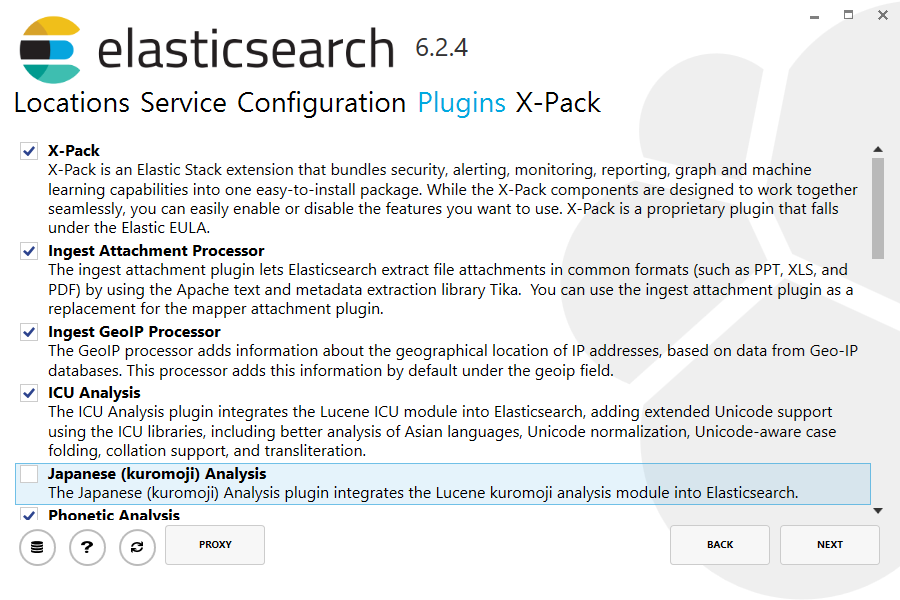 elasticsearch 6.2.4
Locations Service Configuration Plugins X-Pack
X-Pack
X-Pack is an Elastic Stack extension that bundles security, alerting, monitoring, reporting, graph and machine
learning capabilities into one easy-to-install package. While the X-Pack components are designed to work together
seamlessly, you can easily enable or disable the features you want to use. X-Pack is a proprietary plugin that falls
under the Elastic EULA.
Ingest Attachment Processor
The ingest attachment plugin lets Elasticsearch extract file attachments in common formats (such as PPT, XLS, and
PDF) by using the Apache text and metadata extraction library Tika.  You can use the ingest attachment plugin as a
replacement for the mapper attachment plugin.
Ingest GeoIP Processor
The GeoIP processor adds information about the geographical location of IP addresses, based on data from Geo-IP
databases. This processor adds this information by default under the geoip field.
ICU Analysis
The ICU Analysis plugin integrates the Lucene ICU module into Elasticsearch, adding extended Unicode support
using the ICU libraries, including better analysis of Asian languages, Unicode normalization, Unicode-aware case
folding, collation support, and transliteration.
Japanese (kuromoji) Analysis
The Japanese (kuromoji) Analysis plugin integrates the Lucene kuromoji analysis module into Elasticsearch.
Phonetic Analysis
? PROXY BACK NEXT